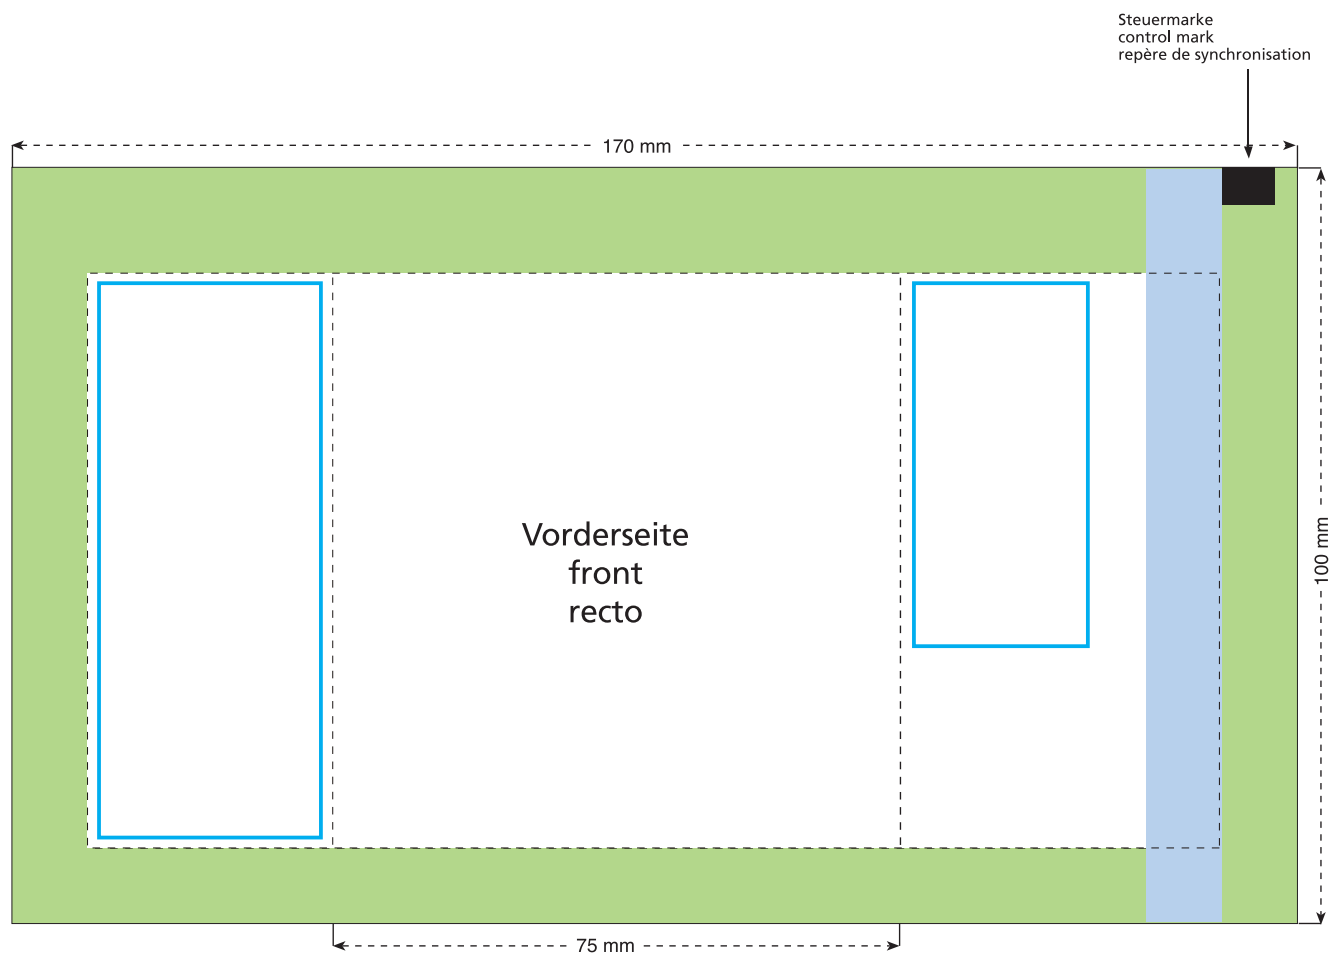 Steuermarke
control mark
repère de synchronisation
170 mm
Vorderseite
front
recto
100 mm
75 mm